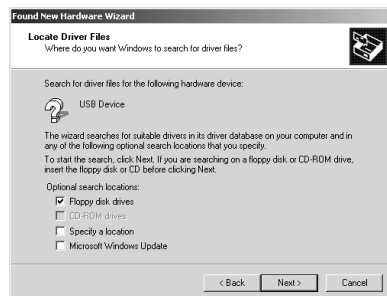 Found New Hardware Wizard
Locate Driver Files
Where do you want Windows to search for driver files?
Search for driver files for the following hardware device:
USB Device
The wizard searches for suitable drivers in its driver database on your computer and in
any of the following optional search locations that you specify.
To start the search, click Next. If you are searching on a floppy disk or CD-ROM drive,
insert the floppy disk or CD before clicking Next.
Optional search locations:
Floppy disk drives
CD-ROM drives
Specify a location
Microsoft Windows Update
< Back Next > Cancel